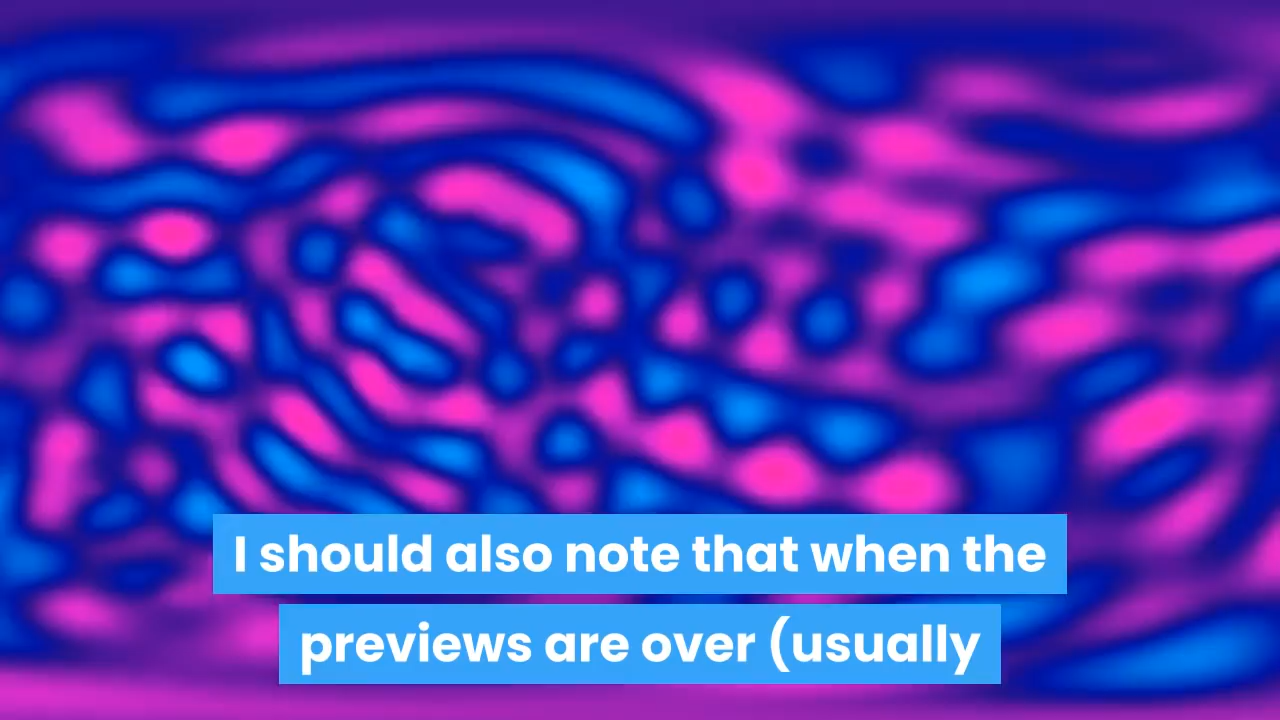 I should also note that when the
previews are over (usually